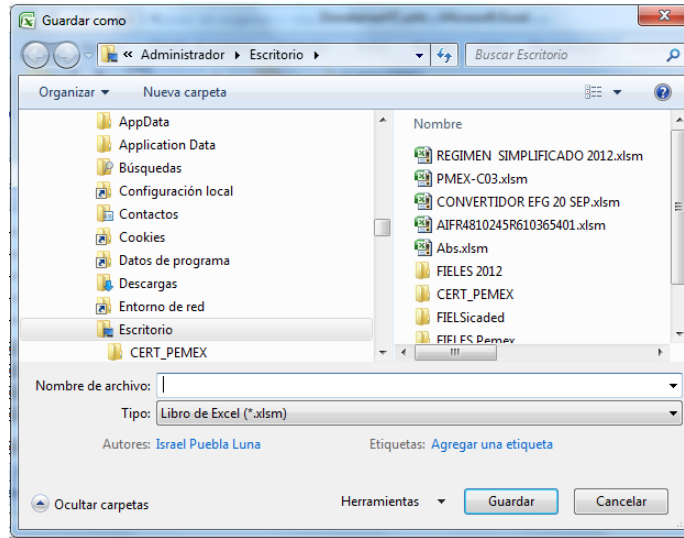 Guardar como
« Administrador Escritorio
Buscar Escritorio
Organizar Nueva carpeta
AppData
Application Data
Búsquedas
Configuración local
Contactos
Cookies
Datos de programa
Descargas
Entorno de red
Escritorio
CERT_PEMEX
Nombre
REGIMEN SIMPLIFICADO 2012.xlsm
PMEX-C03.xlsm
CONVERTIDOR EFG 20 SEP.xlsm
AIFR4810245R610365401.xlsm
Abs.xlsm
FIELES 2012
CERT_PEMEX
FIELSicaded
FIELES Pemex
Nombre de archivo:
Tipo: Libro de Excel (*.xlsm)
Autores: Israel Puebla Luna Etiquetas: Agregar una etiqueta
Ocultar carpetas Herramientas Guardar Cancelar